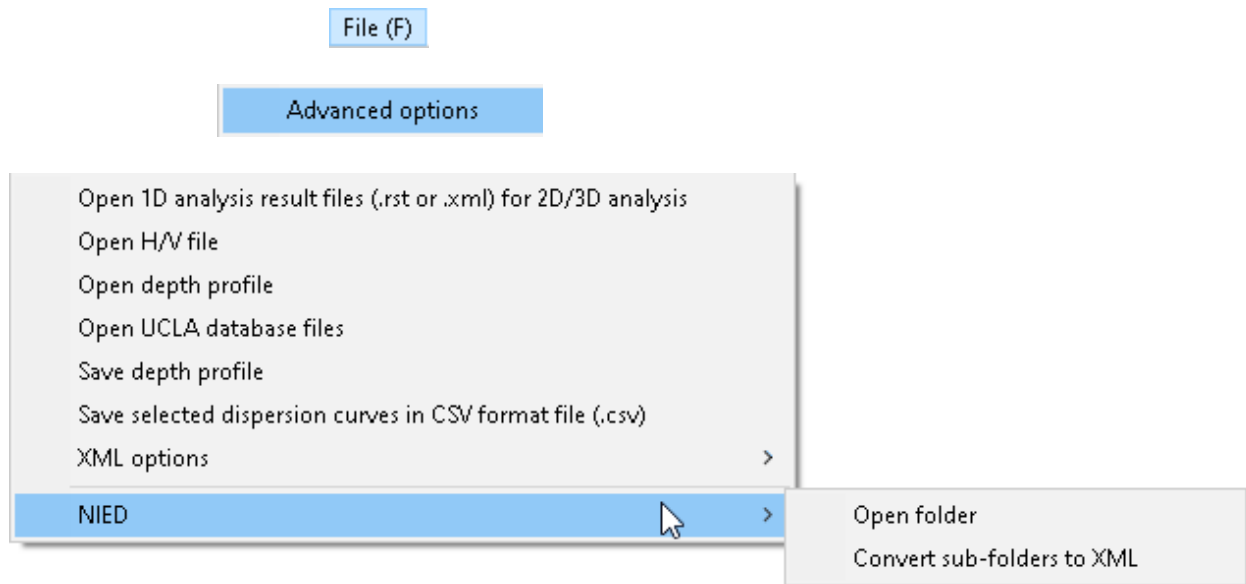 File (F)
Advanced options
Open 1D analysis result files (.rst or .xml) for 2D/3D analysis
Open H/V file
Open depth profile
Open UCLA database files
Save depth profile
Save selected dispersion curves in CSV format file (.csv)
XML options
NIED
Open folder
Convert sub-folders to XML